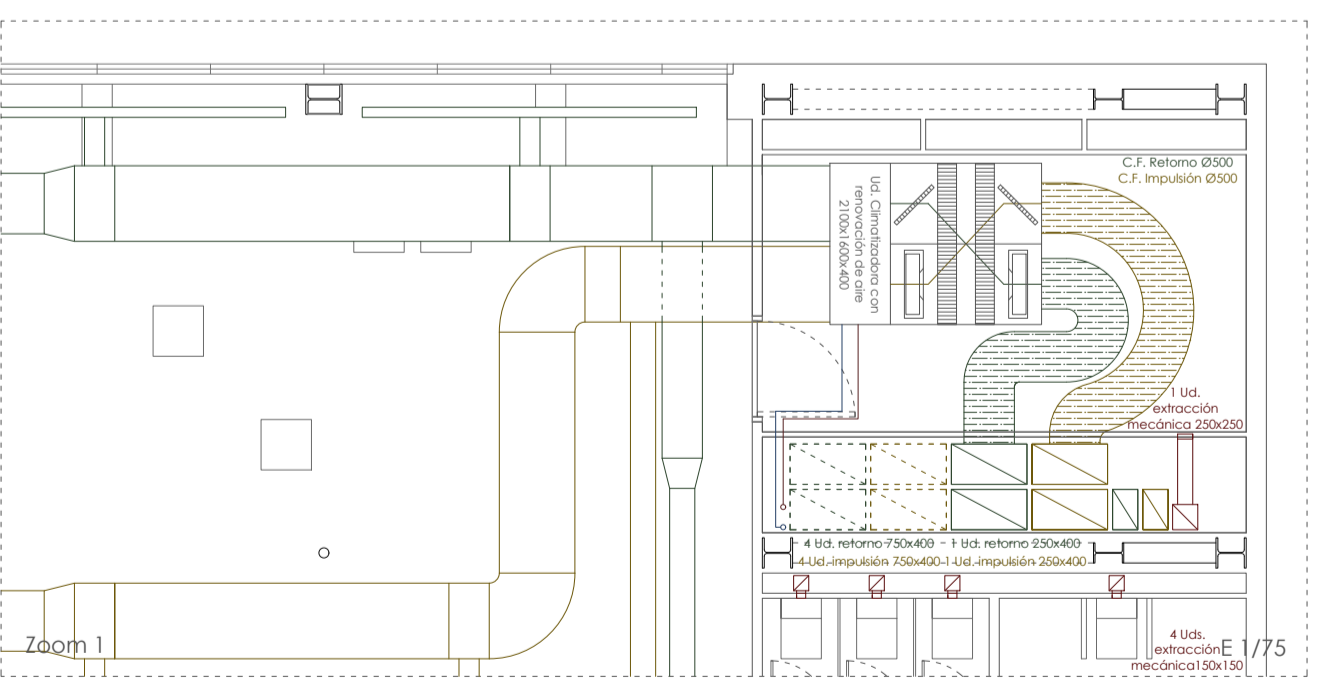 C.F. Retorno Ø500
C.F. Impulsión Ø500
Ud. Climatizadora con
renovación de aire
2100x1600x400
1 Ud.
extracción
mecánica 250x250
4 Ud. retorno 750x400 - 1 Ud. retorno 250x400
4 Ud. impulsión 750x400-1 Ud. impulsión 250x400
4 Uds.
extracción
mecánica150x150
Zoom 1
E 1/75